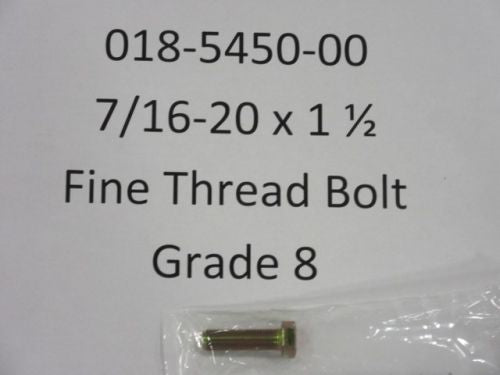 018-5450-00
7/16-20 x 1 ½
Fine Thread Bolt
Grade 8